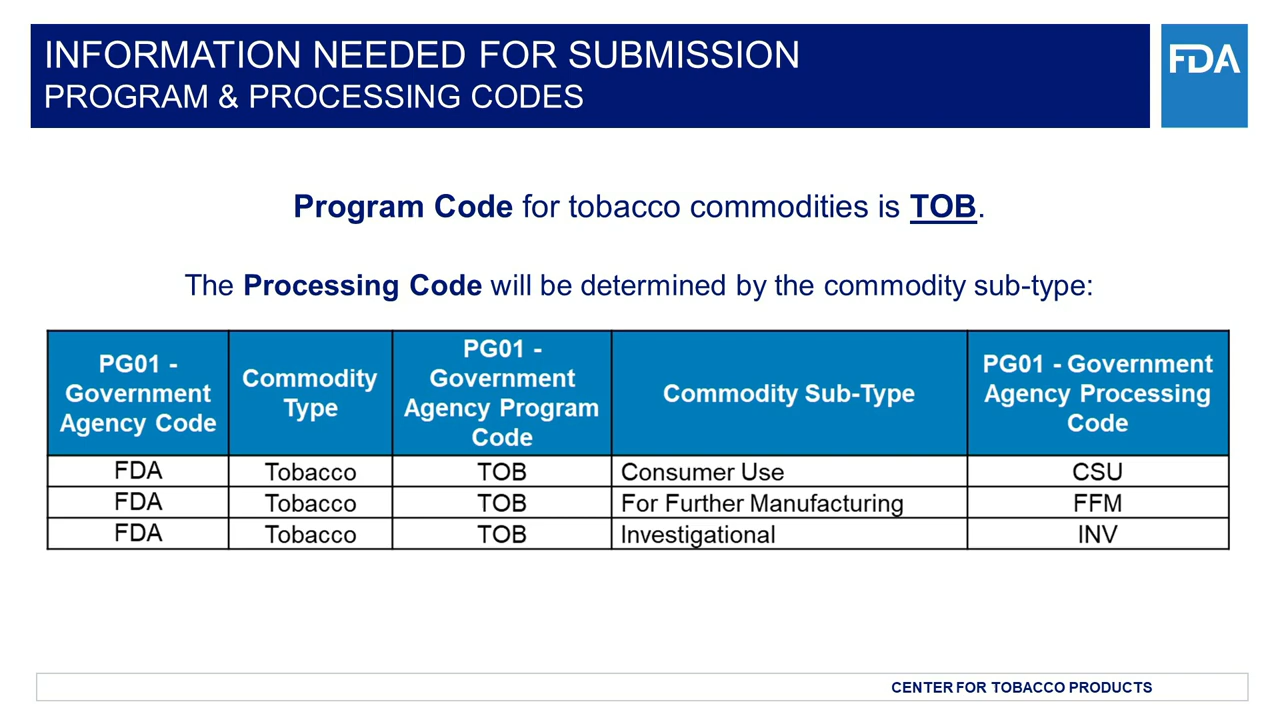 INFORMATION NEEDED FOR SUBMISSION
PROGRAM & PROCESSING CODES
FDA
Program Code for tobacco commodities is TOB.
The Processing Code will be determined by the commodity sub-type:
PG01 -
Government
Agency Code
Commodity
Type
PG01 -
Government
Agency Program
Code
Commodity Sub-Type
PG01 - Government
Agency Processing
Code
FDA Tobacco TOB Consumer Use CSU
FDA Tobacco TOB For Further Manufacturing FFM
FDA Tobacco TOB Investigational INV
CENTER FOR TOBACCO PRODUCTS